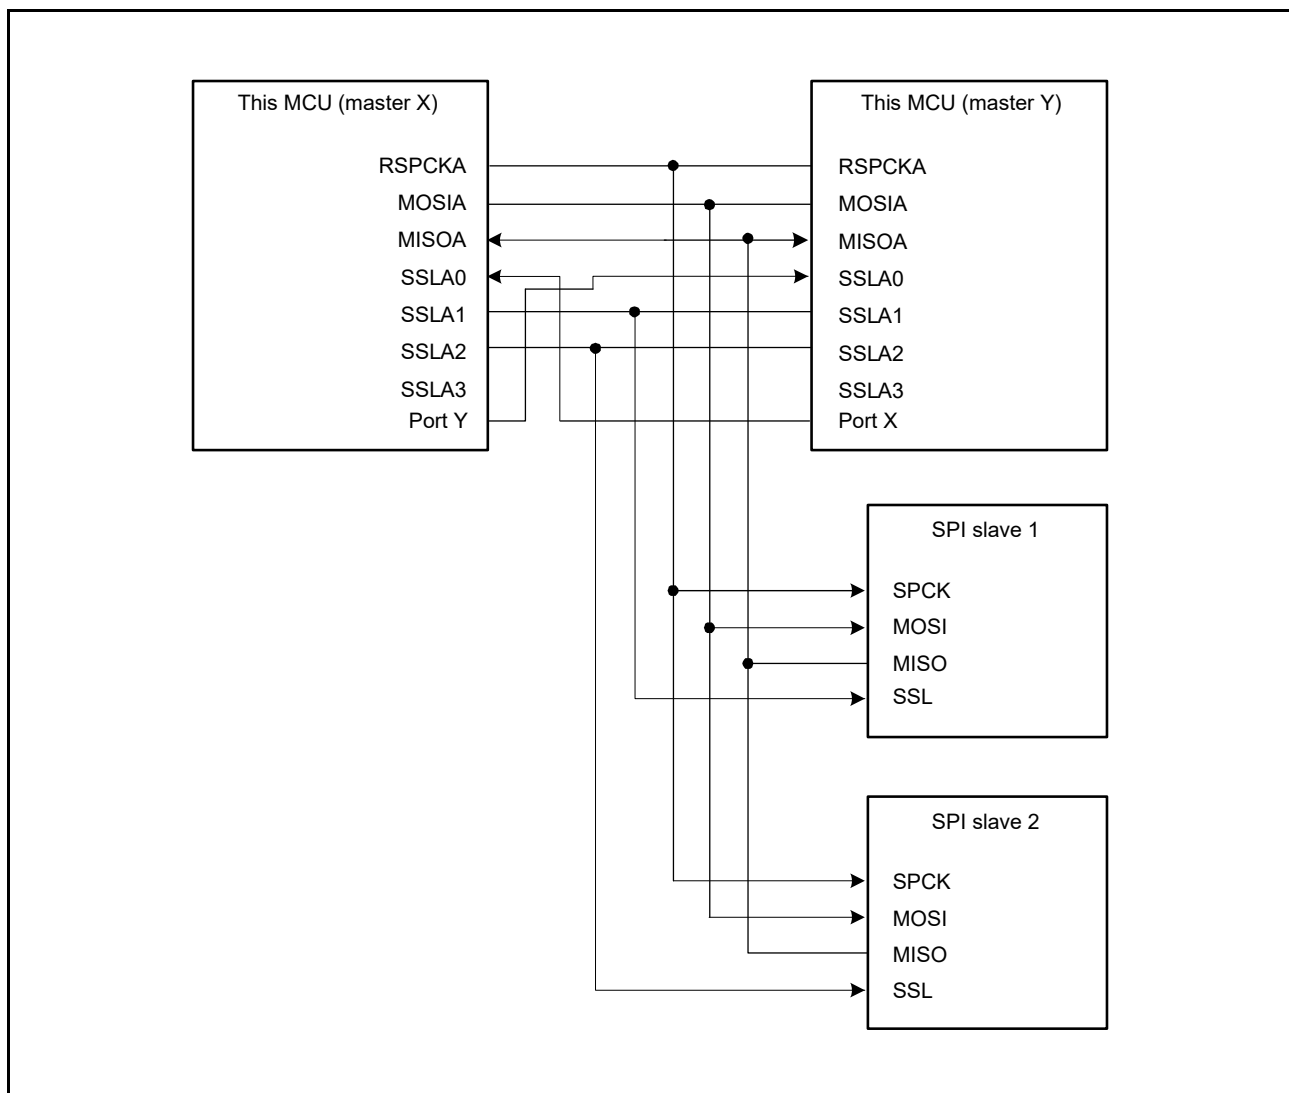 This MCU (master X)
RSPCKA
MOSIA
MISOA
SSLA0
SSLA1
SSLA2
SSLA3
Port Y
This MCU (master Y)
RSPCKA
MOSIA
MISOA
SSLA0
SSLA1
SSLA2
SSLA3
Port X
SPI slave 1
SPCK
MOSI
MISO
SSL
SPI slave 2
SPCK
MOSI
MISO
SSL